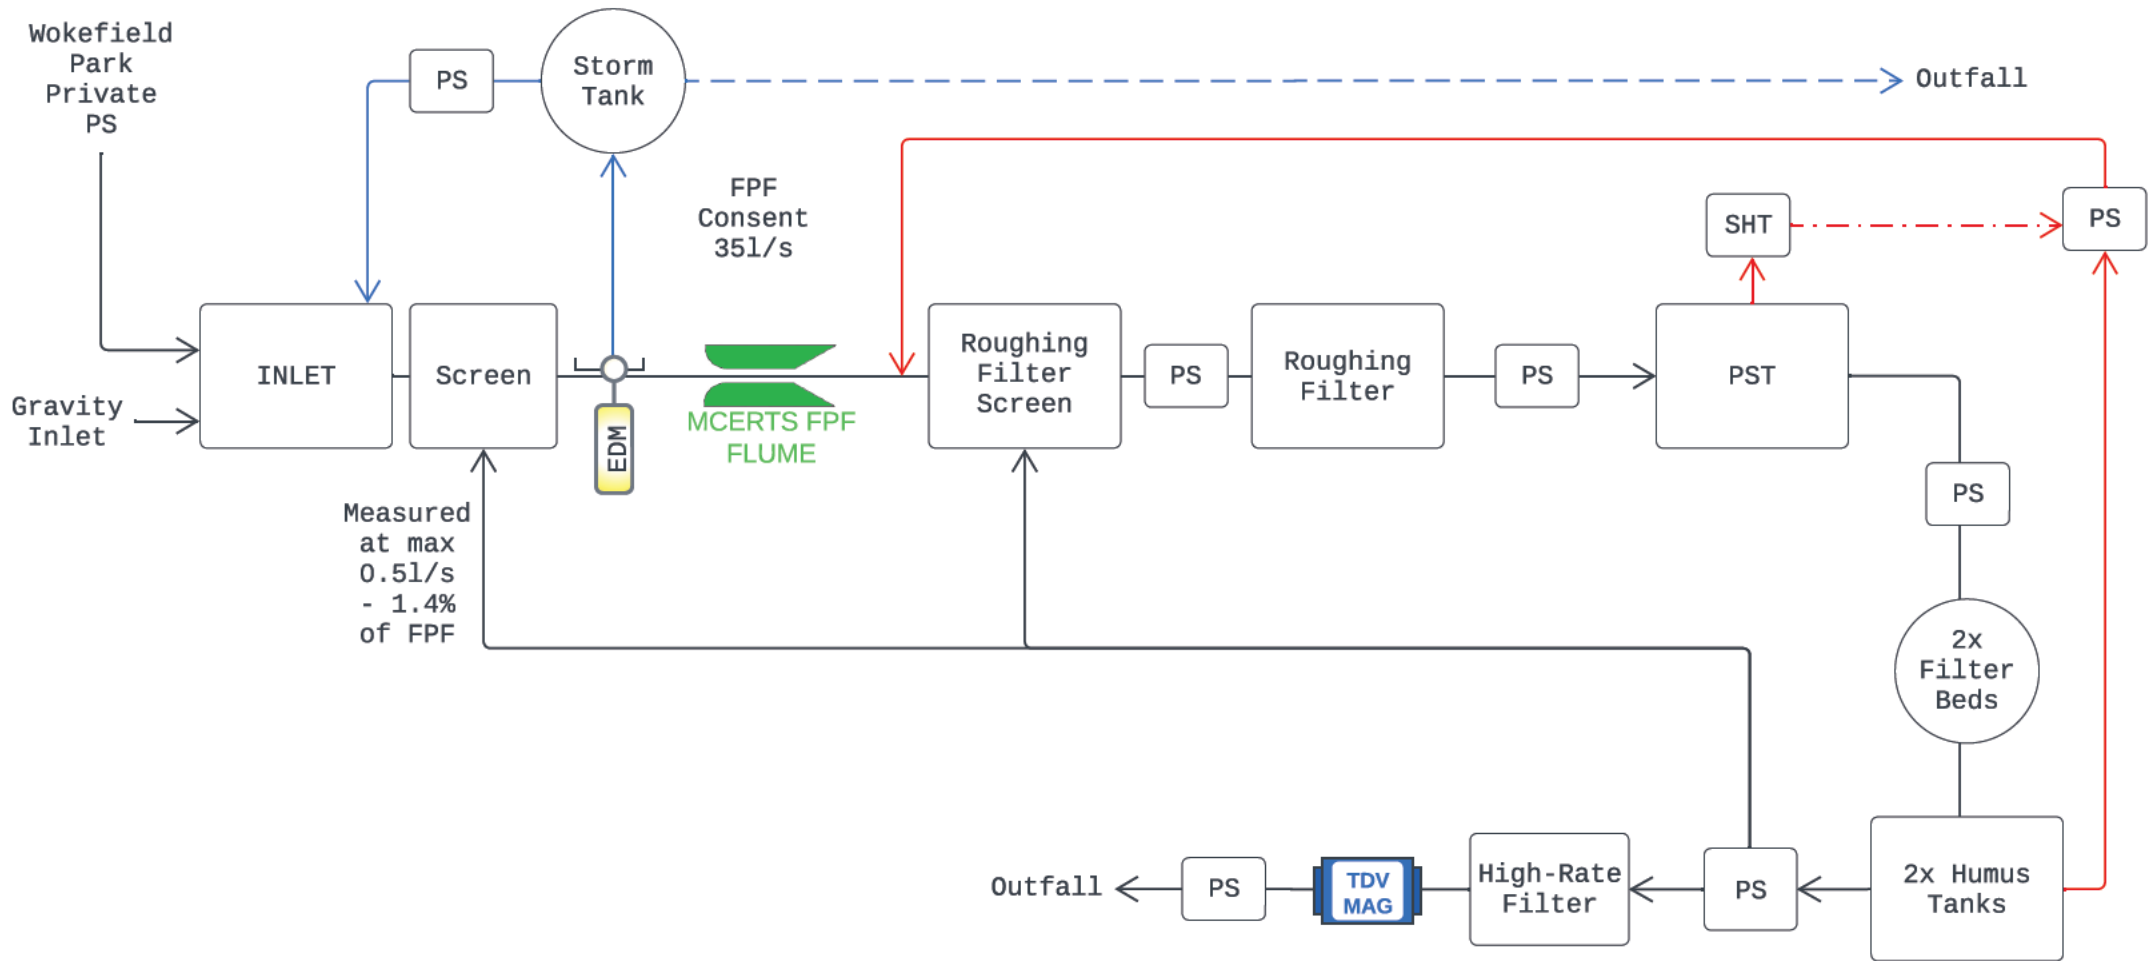 Wokefield
Park
Private
PS
PS
Storm
Tank
Outfall
FPF
Consent
35l/s
SHT
PS
Gravity
Inlet
INLET
Screen
EDM
MCERTS FPF
FLUME
Roughing
Filter
Screen
PS
Roughing
Filter
PS
PST
PS
Measured
at max
0.5l/s
- 1.4%
of FPF
2x
Filter
Beds
Outfall
PS
TDV
MAG
High-Rate
Filter
PS
2x Humus
Tanks